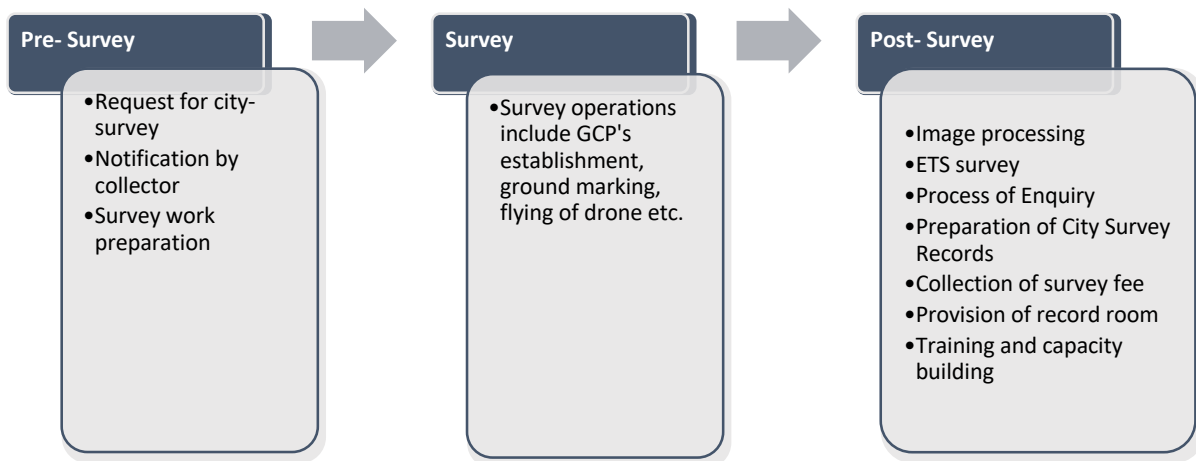 Pre- Survey
•Request for city-
survey
•Notification by
collector
•Survey work
preparation
Survey
•Survey operations
include GCP's
establishment,
ground marking,
flying of drone etc.
Post- Survey
•Image processing
•ETS survey
•Process of Enquiry
•Preparation of City Survey
Records
•Collection of survey fee
•Provision of record room
•Training and capacity
building